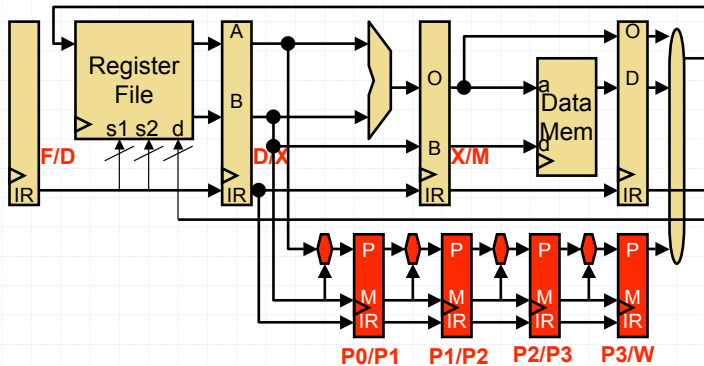 A
O
O
Register
File
B
D
a
Data
Mem
d
s1 s2 d
F/D
D/X
B
X/M
IR
IR
IR
IR
P
P
P
P
M
M
M
M
IR
IR
IR
IR
P0/P1
P1/P2
P2/P3
P3/W